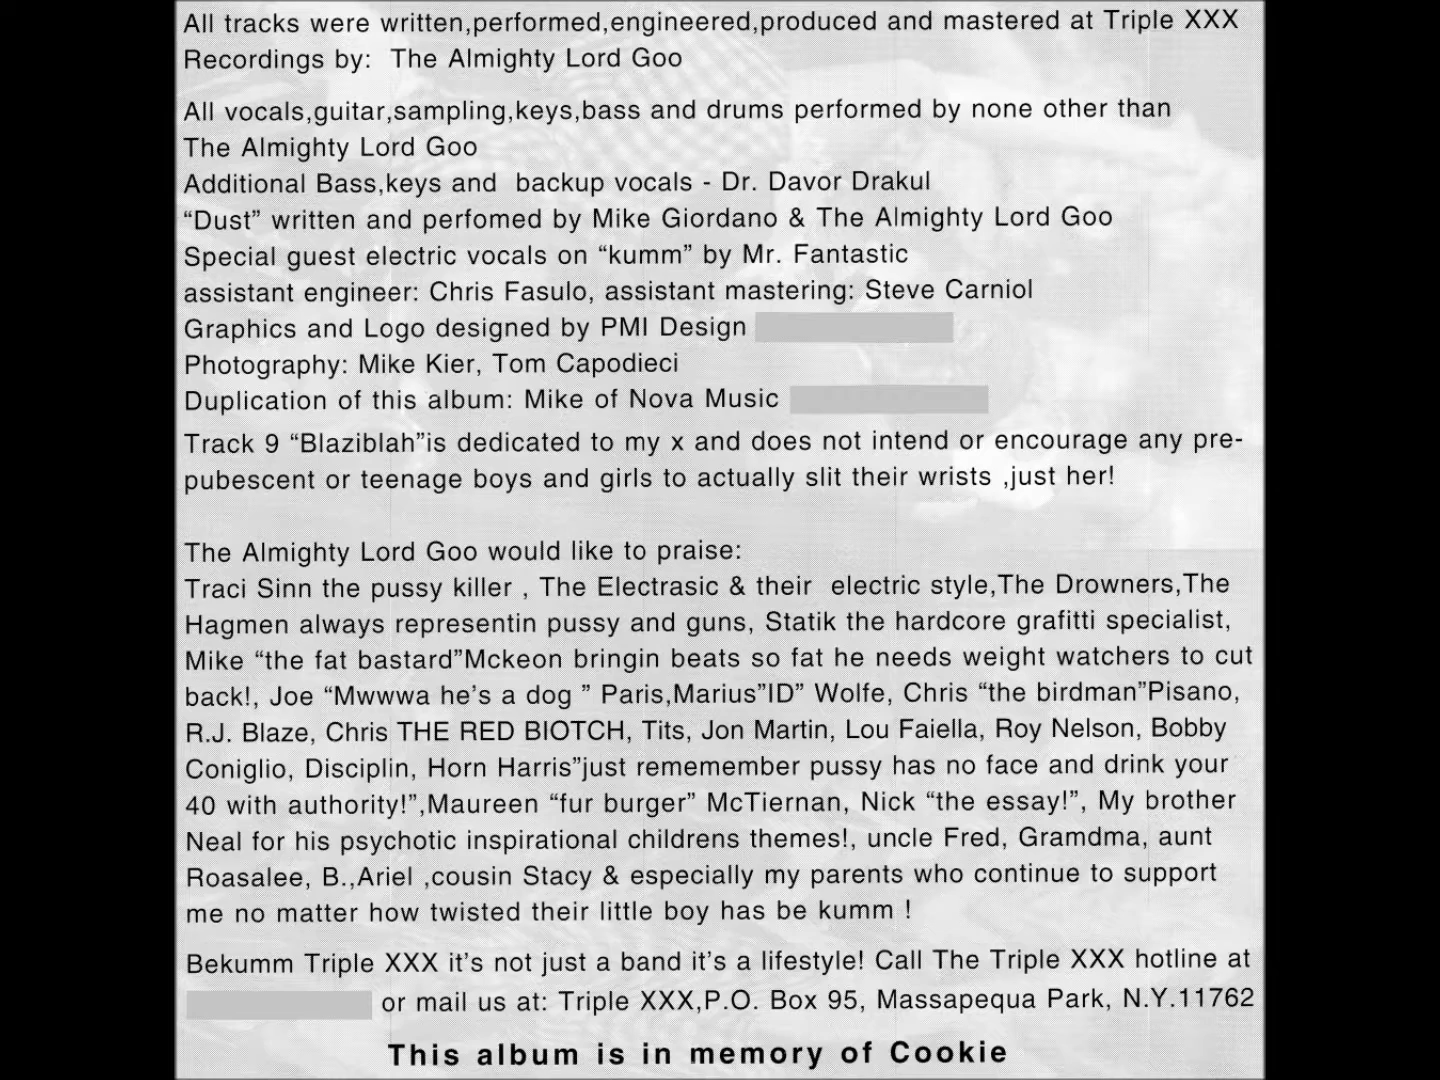 All tracks were written,performed,engineered,produced and mastered at Triple XXX
Recordings by:  The Almighty Lord Goo
All vocals,guitar,sampling,keys,bass and drums performed by none other than
The Almighty Lord Goo
Additional Bass,keys and  backup vocals - Dr. Davor Drakul
“Dust” written and perfomed by Mike Giordano & The Almighty Lord Goo
Special guest electric vocals on “kumm” by Mr. Fantastic
assistant engineer: Chris Fasulo, assistant mastering: Steve Carniol
Graphics and Logo designed by PMI Design
Photography: Mike Kier, Tom Capodieci
Duplication of this album: Mike of Nova Music
Track 9 “Blaziblah”is dedicated to my x and does not intend or encourage any pre-
pubescent or teenage boys and girls to actually slit their wrists ,just her!
The Almighty Lord Goo would like to praise:
Traci Sinn the pussy killer , The Electrasic & their  electric style,The Drowners,The
Hagmen always representin pussy and guns, Statik the hardcore grafitti specialist,
Mike “the fat bastard”Mckeon bringin beats so fat he needs weight watchers to cut
back!, Joe “Mwwwa he’s a dog ” Paris,Marius”ID” Wolfe, Chris “the birdman”Pisano,
R.J. Blaze, Chris THE RED BIOTCH, Tits, Jon Martin, Lou Faiella, Roy Nelson, Bobby
Coniglio, Disciplin, Horn Harris”just rememember pussy has no face and drink your
40 with authority!”,Maureen “fur burger” McTiernan, Nick “the essay!”, My brother
Neal for his psychotic inspirational childrens themes!, uncle Fred, Gramdma, aunt
Roasalee, B.,Ariel ,cousin Stacy & especially my parents who continue to support
me no matter how twisted their little boy has be kumm !
Bekumm Triple XXX it’s not just a band it’s a lifestyle! Call The Triple XXX hotline at
or mail us at: Triple XXX,P.O. Box 95, Massapequa Park, N.Y.11762
This album is in memory of Cookie